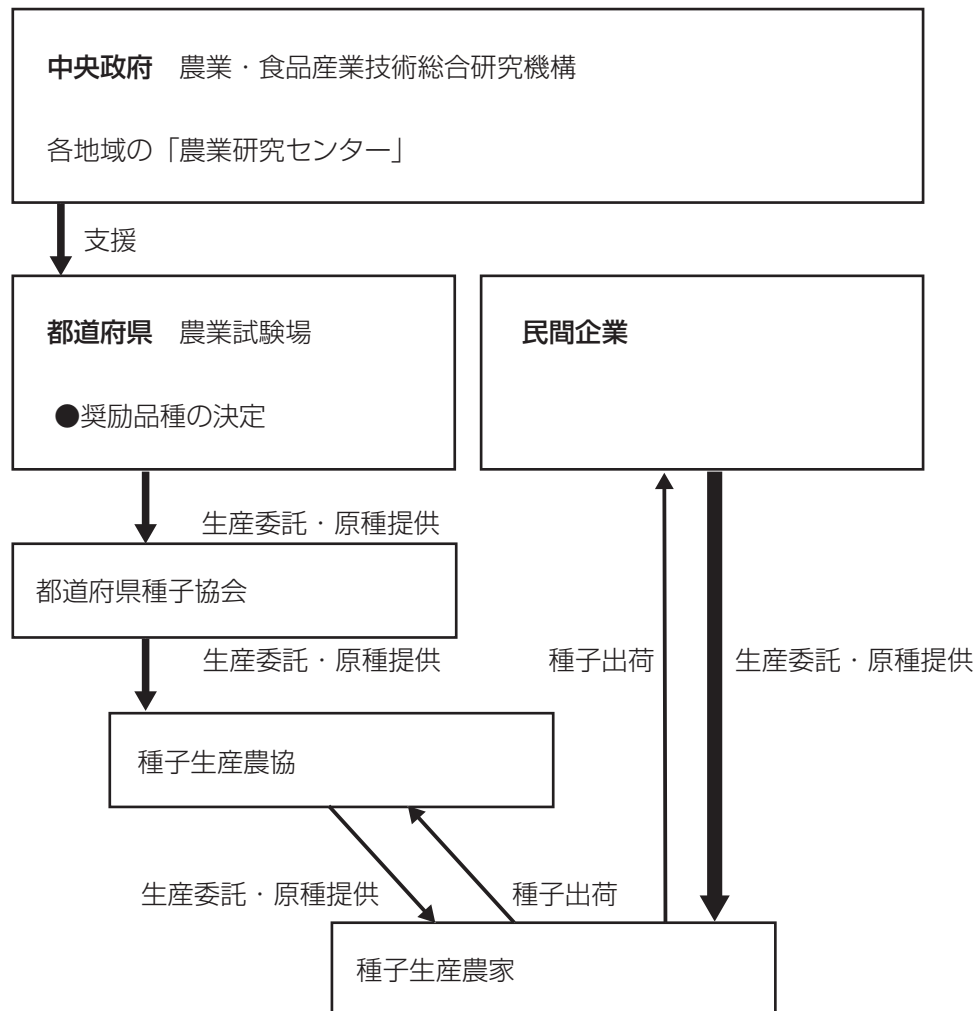 中央政府　農業・食品産業技術総合研究機構
各地域の「農業研究センター」
支援
都道府県　農業試験場
●奨励品種の決定
民間企業
生産委託・原種提供
都道府県種子協会
生産委託・原種提供
種子出荷
生産委託・原種提供
種子生産農協
生産委託・原種提供
種子出荷
種子生産農家